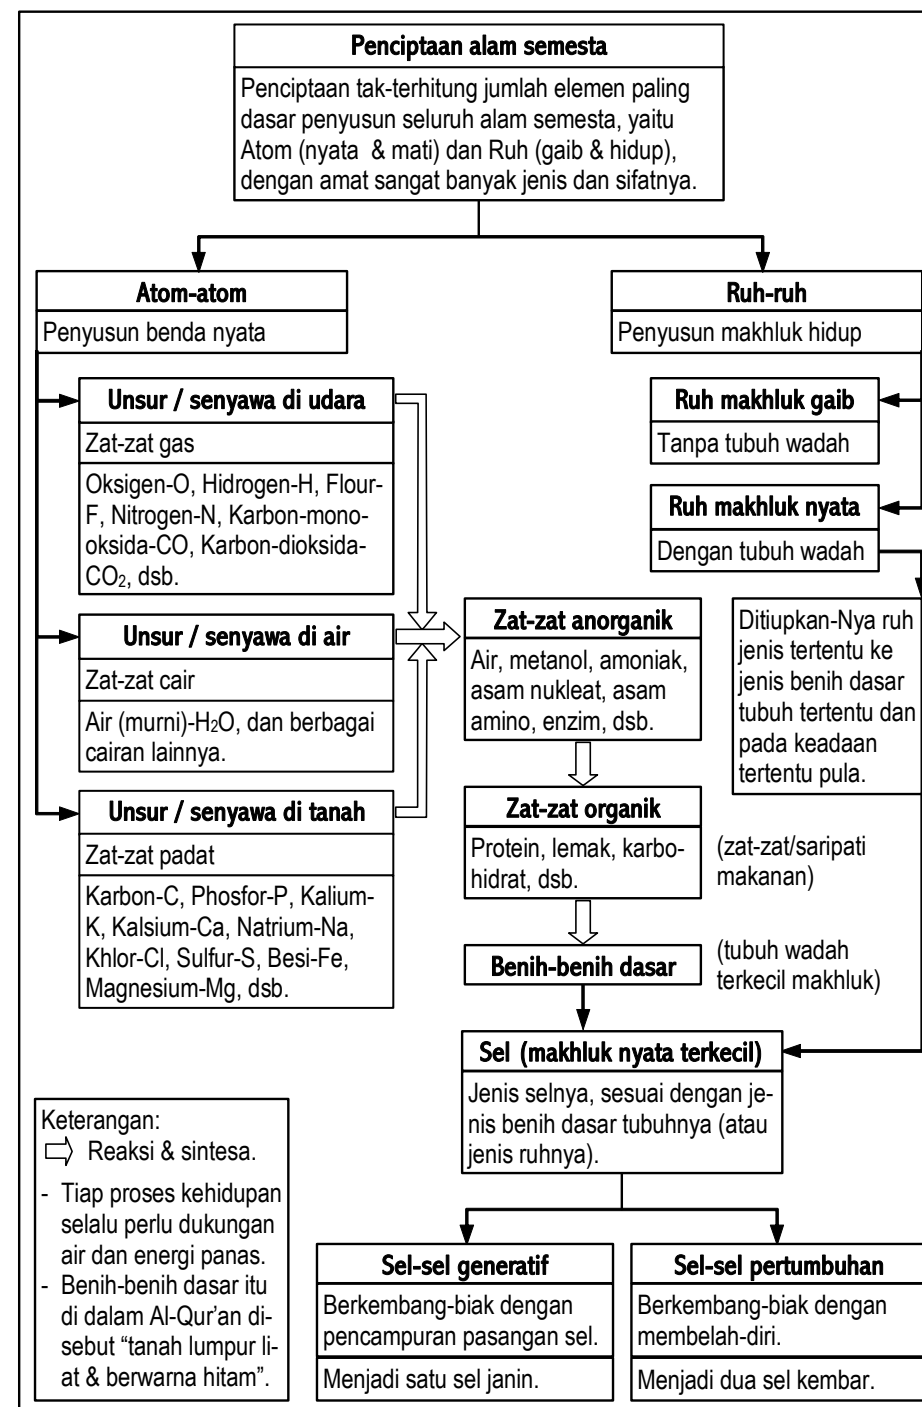 Penciptaan alam semesta
Penciptaan tak-terhitung jumlah elemen paling
dasar penyusun seluruh alam semesta, yaitu
Atom (nyata & mati) dan Ruh (gaib & hidup),
dengan amat sangat banyak jenis dan sifatnya.
Atom-atom
Penyusun benda nyata
Ruh-ruh
Penyusun makhluk hidup
Unsur / senyawa di udara
Zat-zat gas
Oksigen-O, Hidrogen-H, Flour-
F, Nitrogen-N, Karbon-mono-
oksida-CO, Karbon-dioksida-
CO₂, dsb.
Ruh makhluk gaib
Tanpa tubuh wadah
Ruh makhluk nyata
Dengan tubuh wadah
Unsur / senyawa di air
Zat-zat cair
Air (murni)-H₂O, dan berbagai
cairan lainnya.
Zat-zat anorganik
Air, metanol, amoniak,
asam nukleat, asam
amino, enzim, dsb.
Ditiupkan-Nya ruh
jenis tertentu ke
jenis benih dasar
tubuh tertentu dan
pada keadaan
tertentu pula.
Unsur / senyawa di tanah
Zat-zat padat
Karbon-C, Phosfor-P, Kalium-
K, Kalsium-Ca, Natrium-Na,
Khlor-Cl, Sulfur-S, Besi-Fe,
Magnesium-Mg, dsb.
Zat-zat organik
Protein, lemak, karbo-
hidrat, dsb.
(zat-zat/saripati
makanan)
Benih-benih dasar
(tubuh wadah
terkecil makhluk)
Sel (makhluk nyata terkecil)
Jenis selnya, sesuai dengan je-
nis benih dasar tubuhnya (atau
jenis ruhnya).
Keterangan:
Reaksi & sintesa.
- Tiap proses kehidupan
selalu perlu dukungan
air dan energi panas.
- Benih-benih dasar itu
di dalam Al-Qur'an di-
sebut "tanah lumpur li-
at & berwarna hitam".
Sel-sel generatif
Berkembang-biak dengan
pencampuran pasangan sel.
Menjadi satu sel janin.
Sel-sel pertumbuhan
Berkembang-biak dengan
membelah-diri.
Menjadi dua sel kembar.